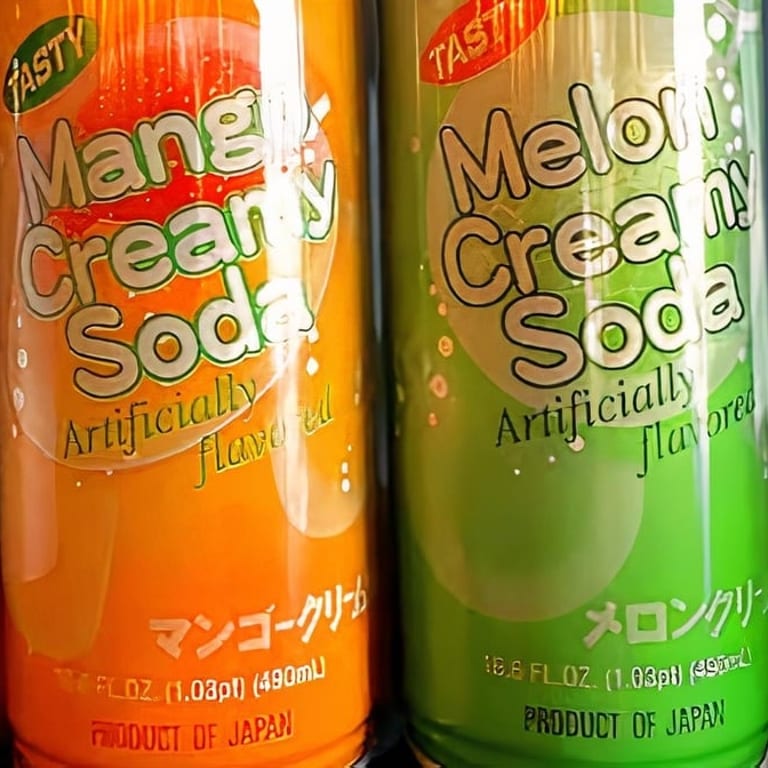 TASTY
Mango
Creamy
Soda
Artificially
flavored
マンゴークリーム
FL.OZ. (1.03pt) (490mL)
PRODUCT OF JAPAN
TASTY
Melon
Creamy
Soda
Artificially
flavored
メロンクリー
FL.OZ. (1.03pt)
PRODUCT OF JAPAN